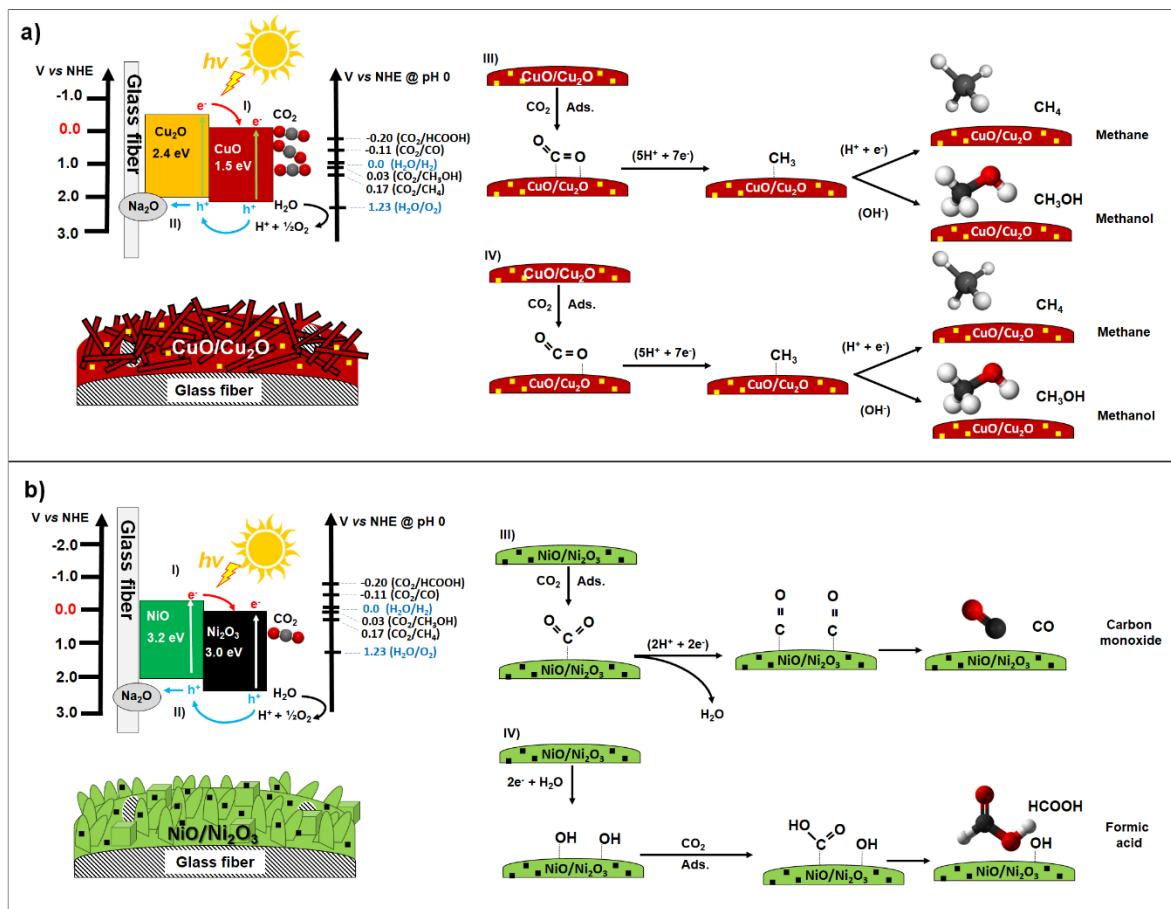 a)
V vs NHE
Glass fiber
hν
V vs NHE @ pH 0
-1.0
0.0
1.0
2.0
3.0
e-
I)
e-
CO2
Cu2O
2.4 eV
CuO
1.5 eV
-0.20 (CO2/HCOOH)
-0.11 (CO2/CO)
0.0 (H2O/H2)
0.03 (CO2/CH3OH)
0.17 (CO2/CH4)
1.23 (H2O/O2)
Na2O
h+
h+
H2O
II)
H+ + ½O2
CuO/Cu2O
Glass fiber
III)
CuO/Cu2O
CO2
Ads.
O
C = O
CuO/Cu2O
(5H+ + 7e-)
CH3
CuO/Cu2O
(H+ + e-)
(OH-)
CH4
CuO/Cu2O
Methane
CH3OH
CuO/Cu2O
Methanol
IV)
CuO/Cu2O
CO2
Ads.
O
C = O
CuO/Cu2O
(5H+ + 7e-)
CH3
CuO/Cu2O
(H+ + e-)
(OH-)
CH4
CuO/Cu2O
Methane
CH3OH
CuO/Cu2O
Methanol
b)
V vs NHE
Glass fiber
hν
V vs NHE @ pH 0
-2.0
-1.0
0.0
1.0
2.0
3.0
I)
e-
e-
CO2
NiO
3.2 eV
Ni2O3
3.0 eV
-0.20 (CO2/HCOOH)
-0.11 (CO2/CO)
0.0 (H2O/H2)
0.03 (CO2/CH3OH)
0.17 (CO2/CH4)
1.23 (H2O/O2)
Na2O
h+
h+
H2O
II)
H+ + ½O2
NiO/Ni2O3
Glass fiber
III)
NiO/Ni2O3
CO2
Ads.
O O
C
NiO/Ni2O3
(2H+ + 2e-)
H2O
O O
C C
NiO/Ni2O3
CO
NiO/Ni2O3
Carbon
monoxide
IV)
NiO/Ni2O3
2e- + H2O
OH OH
NiO/Ni2O3
CO2
Ads.
HO O
C OH
NiO/Ni2O3
HCOOH
OH
NiO/Ni2O3
Formic
acid